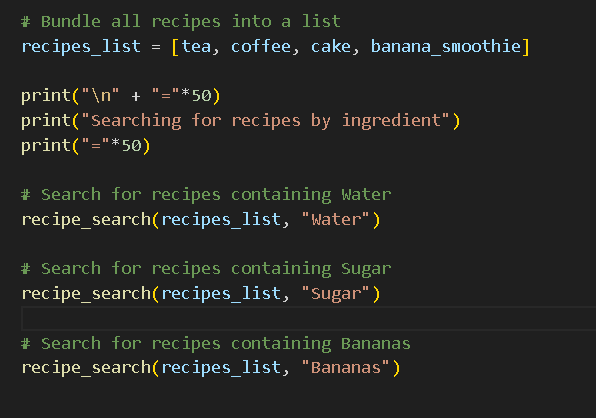 # Bundle all recipes into a list
recipes_list = [tea, coffee, cake, banana_smoothie]
print("\n" + "="*50)
print("Searching for recipes by ingredient")
print("="*50)
# Search for recipes containing Water
recipe_search(recipes_list, "Water")
# Search for recipes containing Sugar
recipe_search(recipes_list, "Sugar")
# Search for recipes containing Bananas
recipe_search(recipes_list, "Bananas")